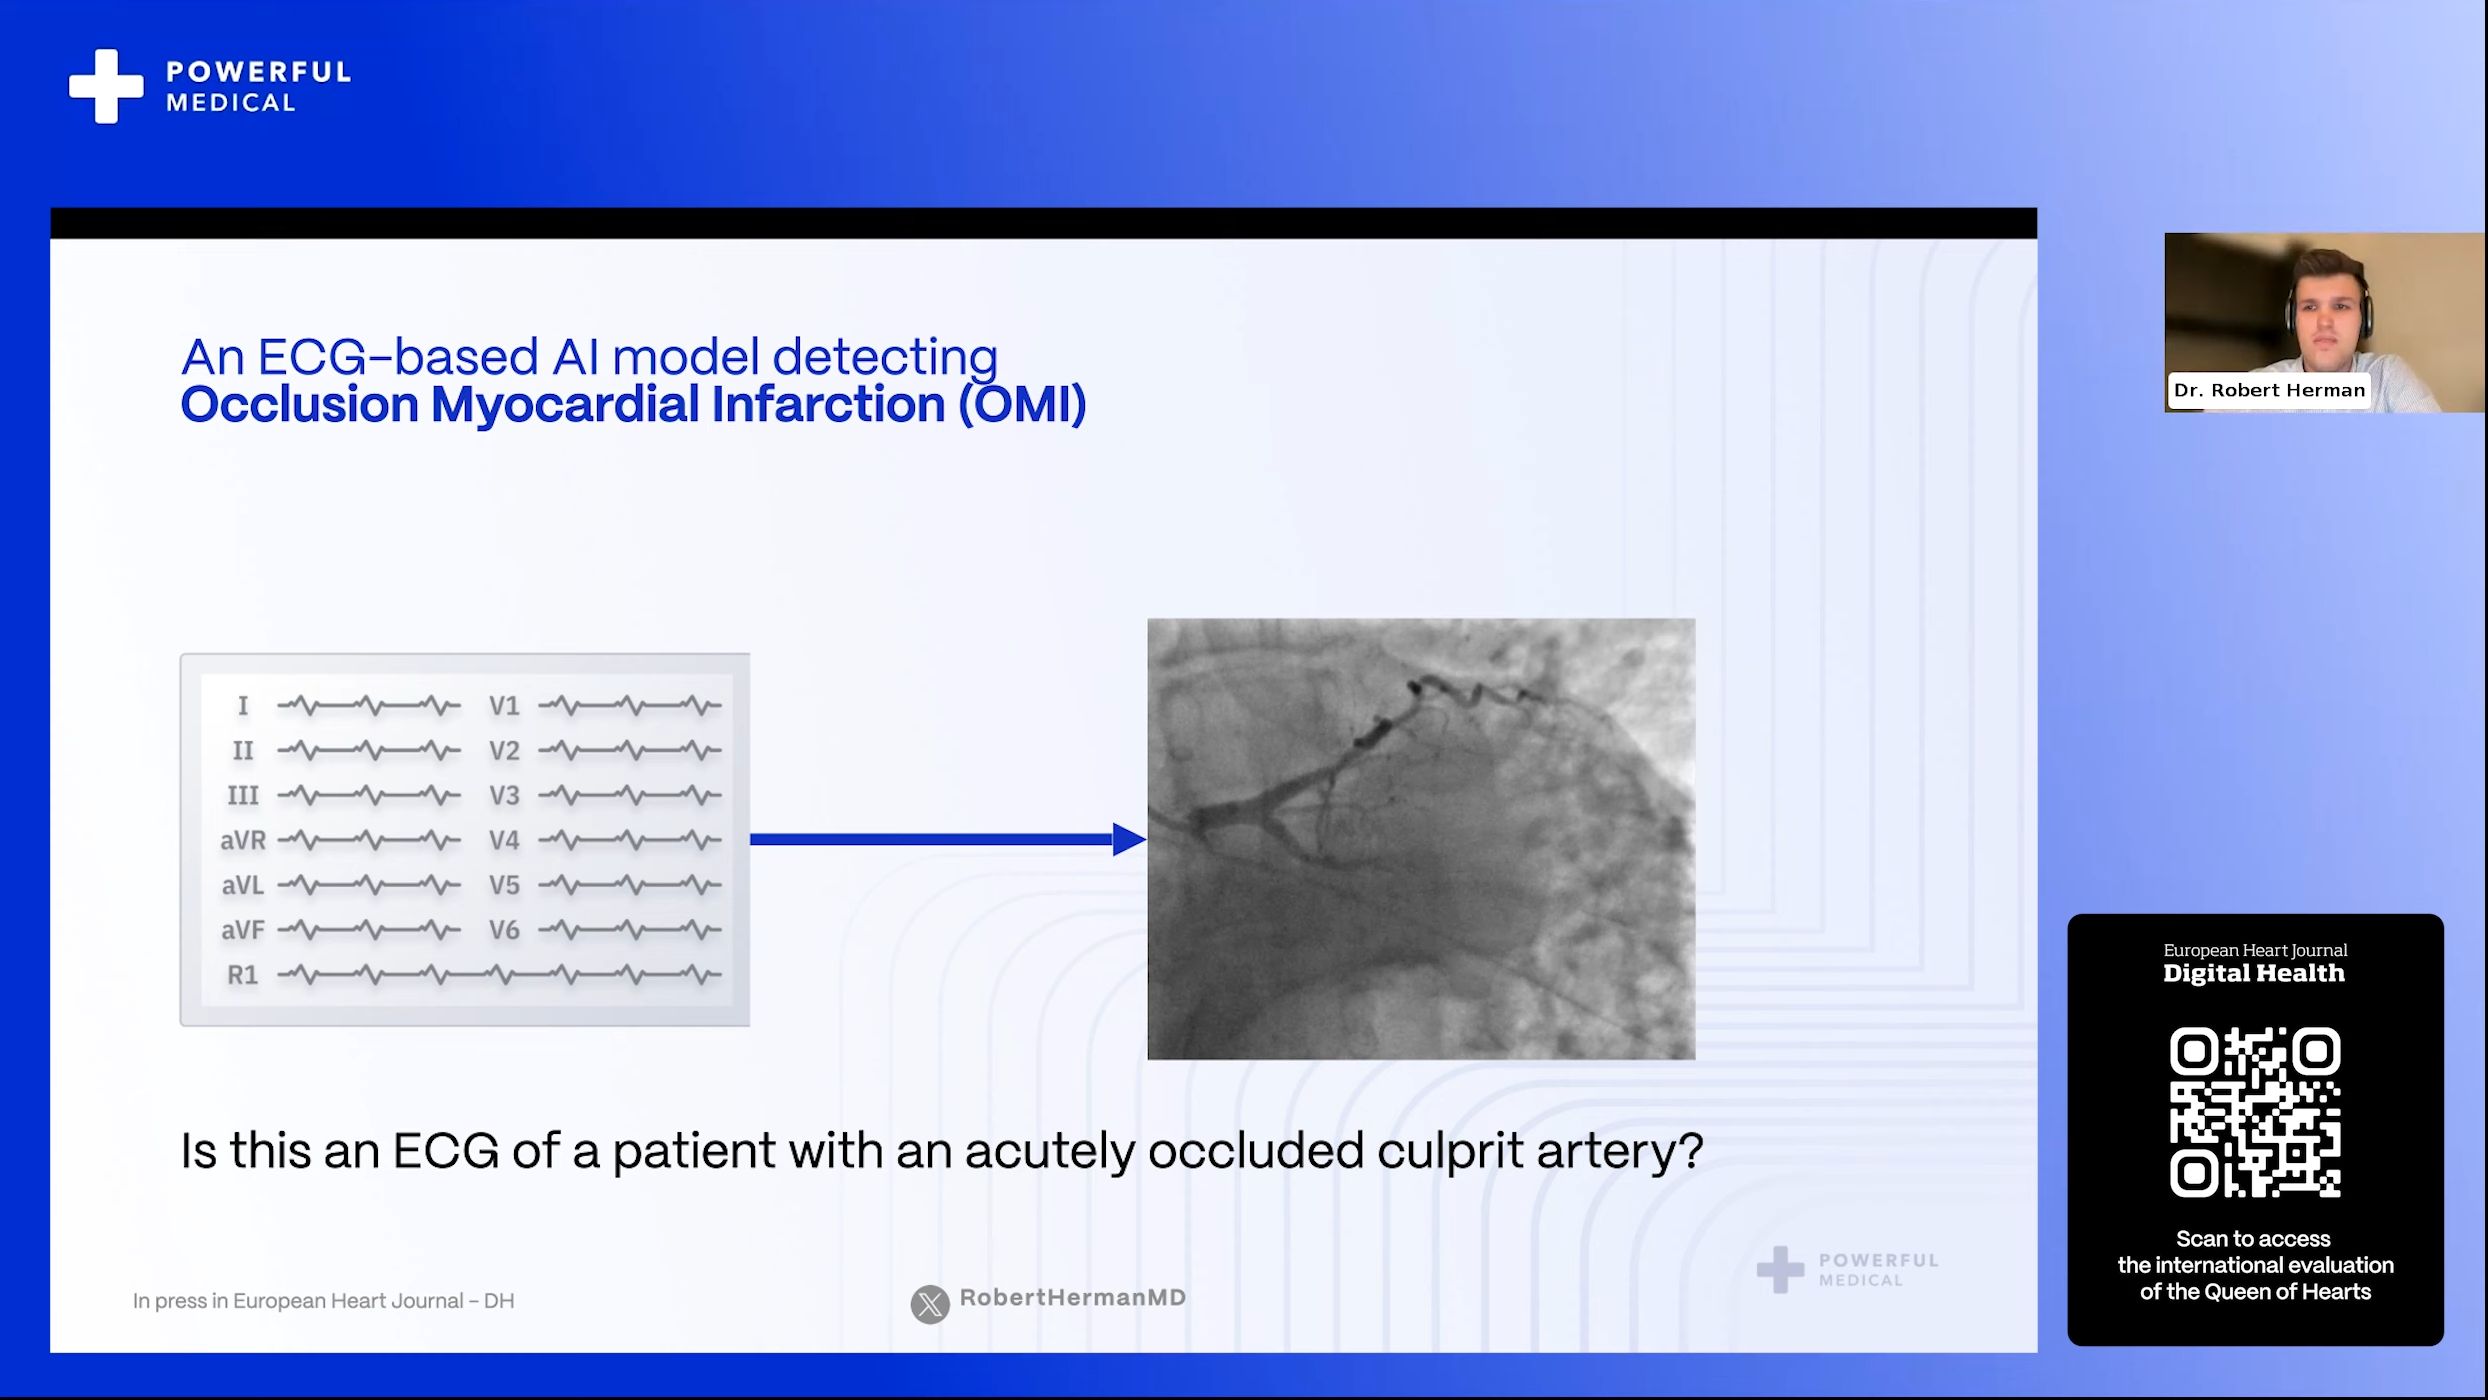 POWERFUL
MEDICAL
An ECG-based AI model detecting
Occlusion Myocardial Infarction (OMI)
I V1
II V2
III V3
aVR V4
aVL V5
aVF V6
R1
Is this an ECG of a patient with an acutely occluded culprit artery?
In press in European Heart Journal - DH
RobertHermanMD
POWERFUL
MEDICAL
Dr. Robert Herman
European Heart Journal
Digital Health
Scan to access
the international evaluation
of the Queen of Hearts